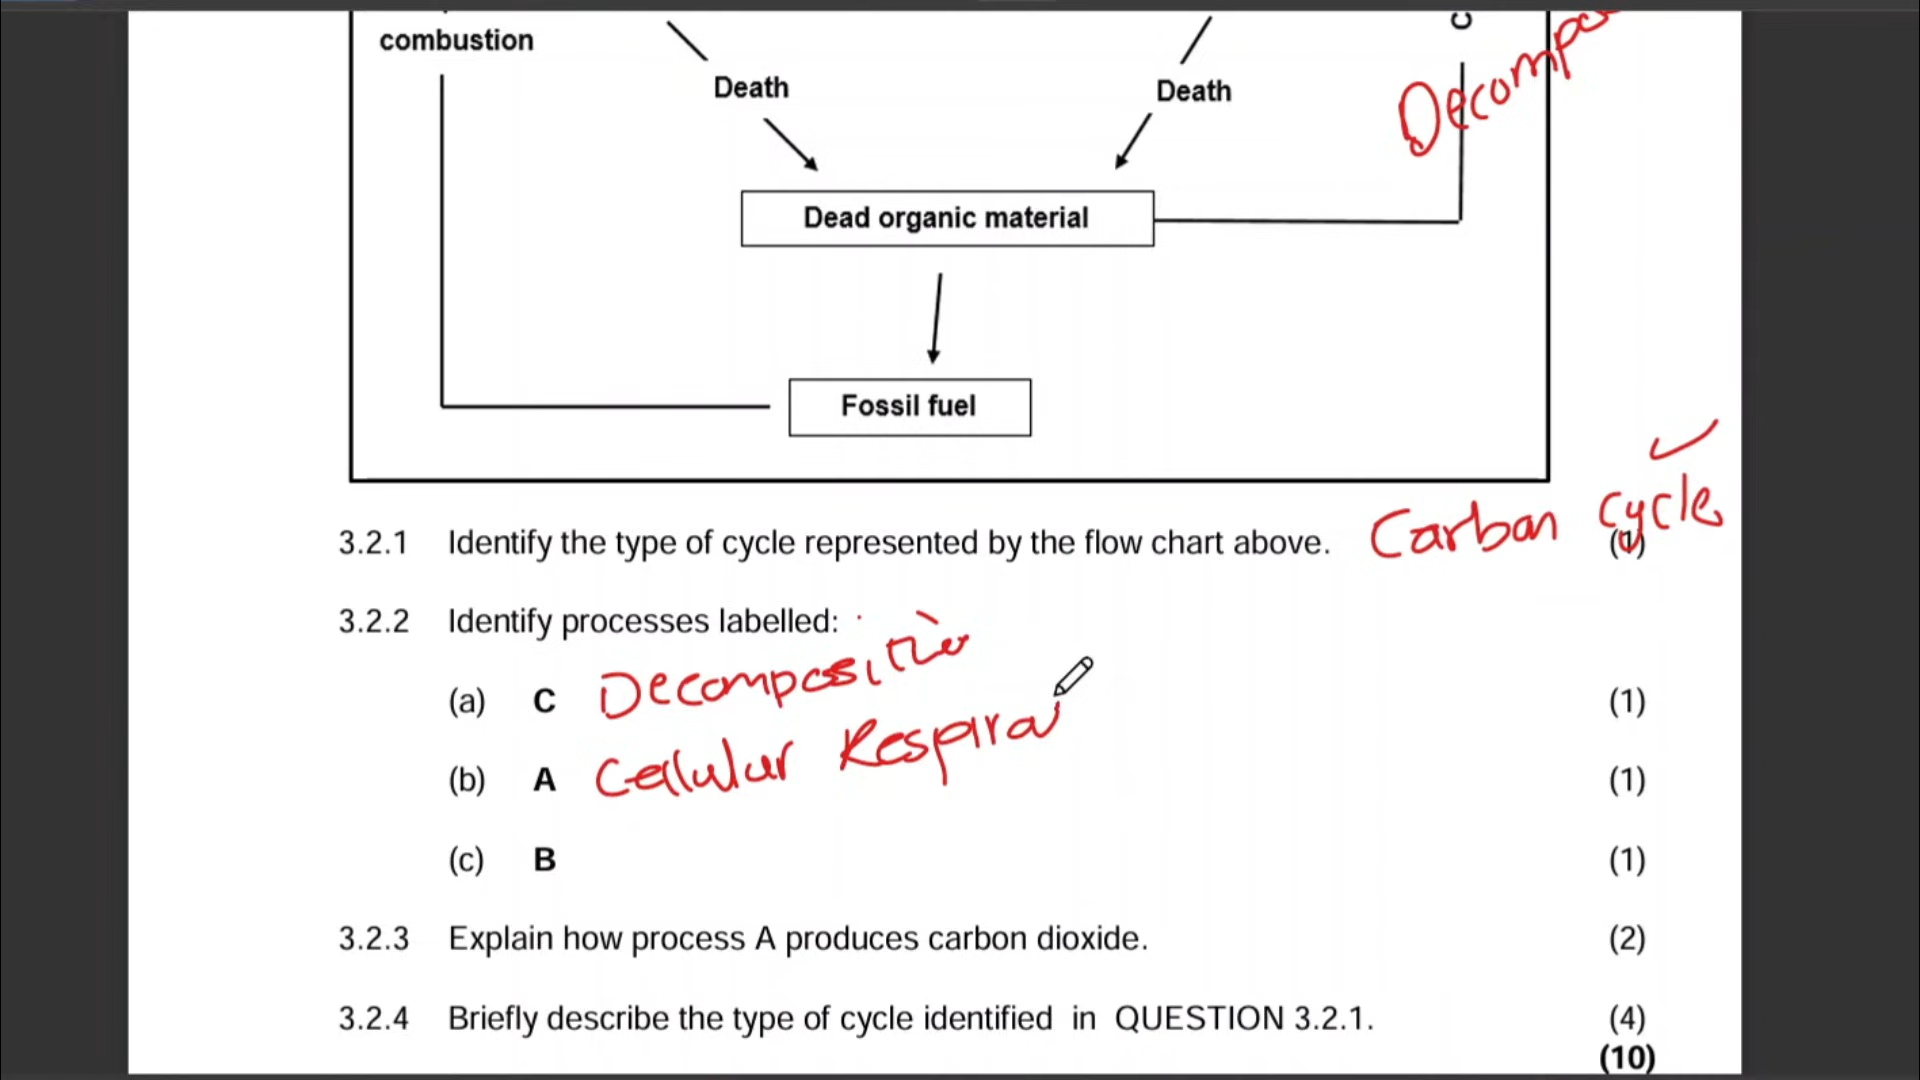 combustion
C
Decompos
Death
Death
Dead organic material
Fossil fuel
3.2.1 Identify the type of cycle represented by the flow chart above. Carbon cycle (1)
3.2.2 Identify processes labelled:
(a) C Decomposition (1)
(b) A Cellular Respira (1)
(c) B (1)
3.2.3 Explain how process A produces carbon dioxide. (2)
3.2.4 Briefly describe the type of cycle identified in QUESTION 3.2.1. (4)
(10)